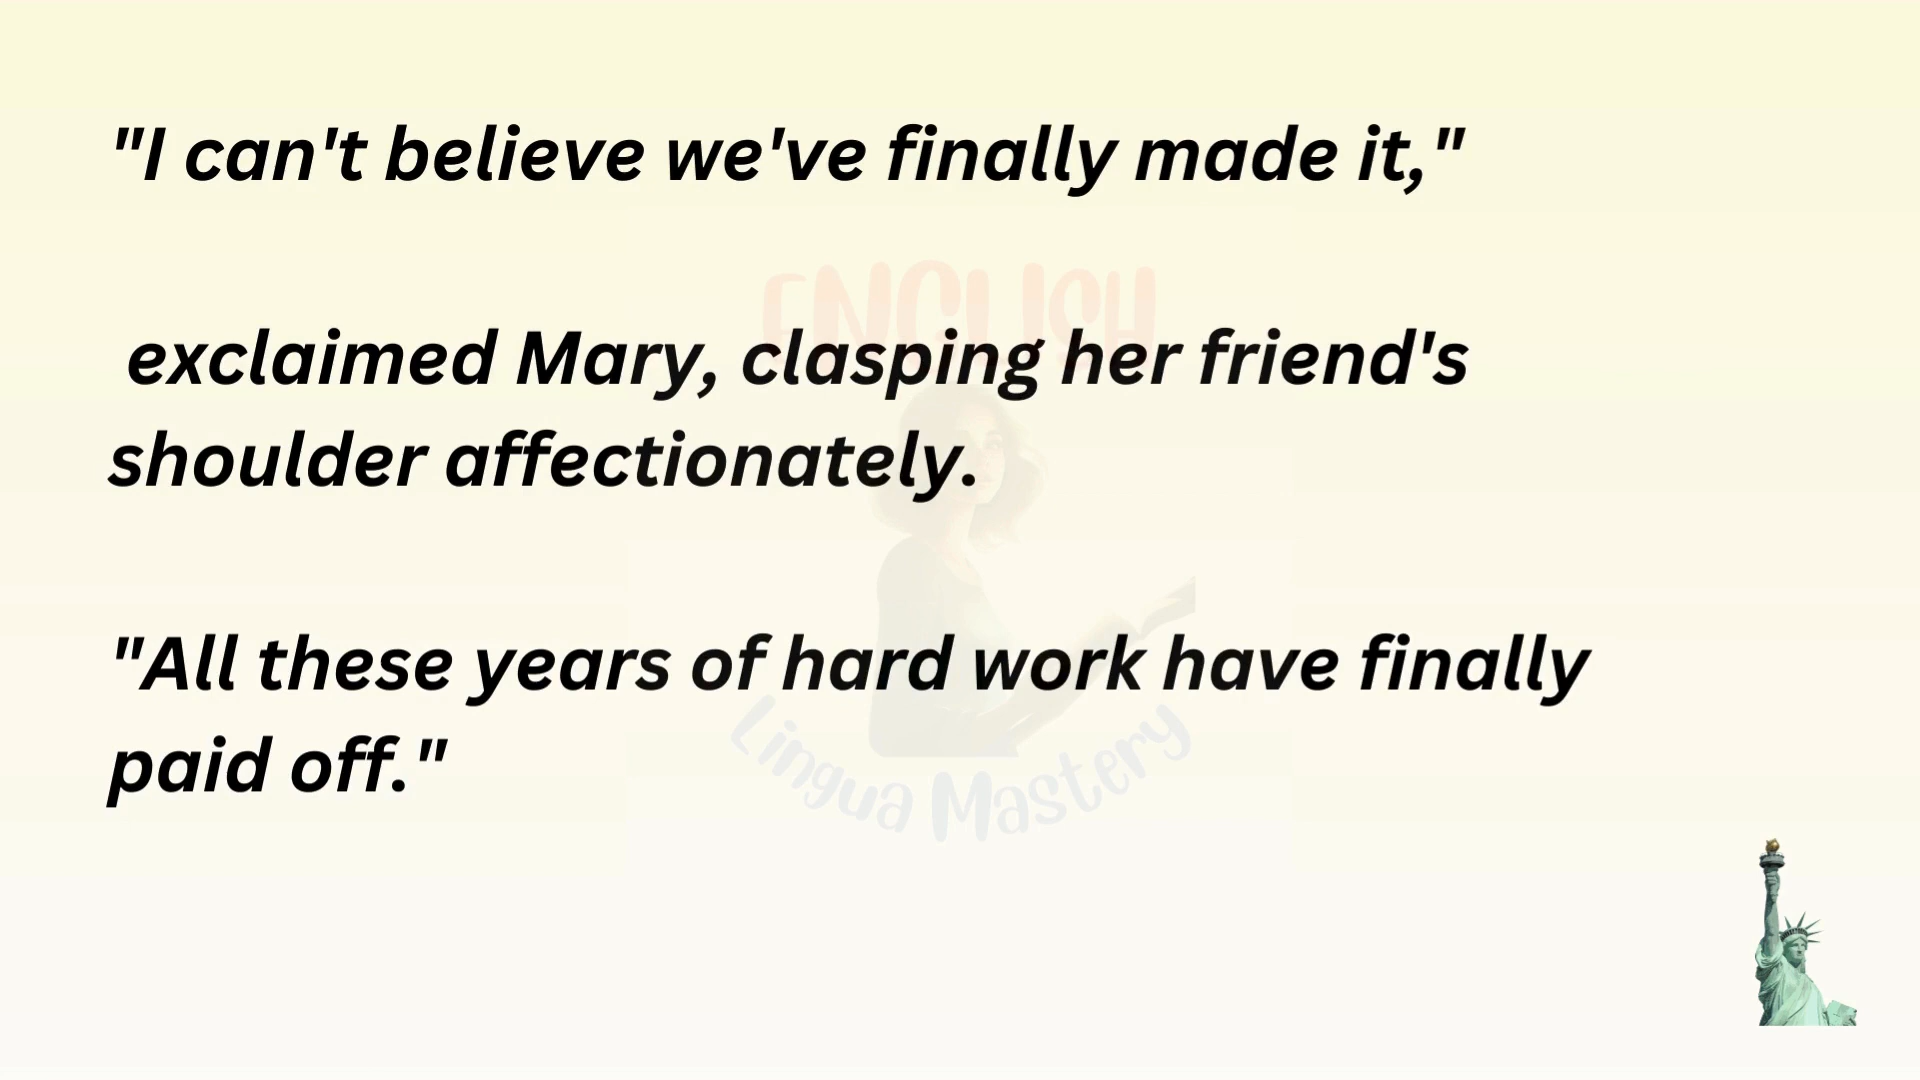 "I can't believe we've finally made it,"
ENGLISH
exclaimed Mary, clasping her friend's
shoulder affectionately.
"All these years of hard work have finally
paid off."
Lingua Mastery